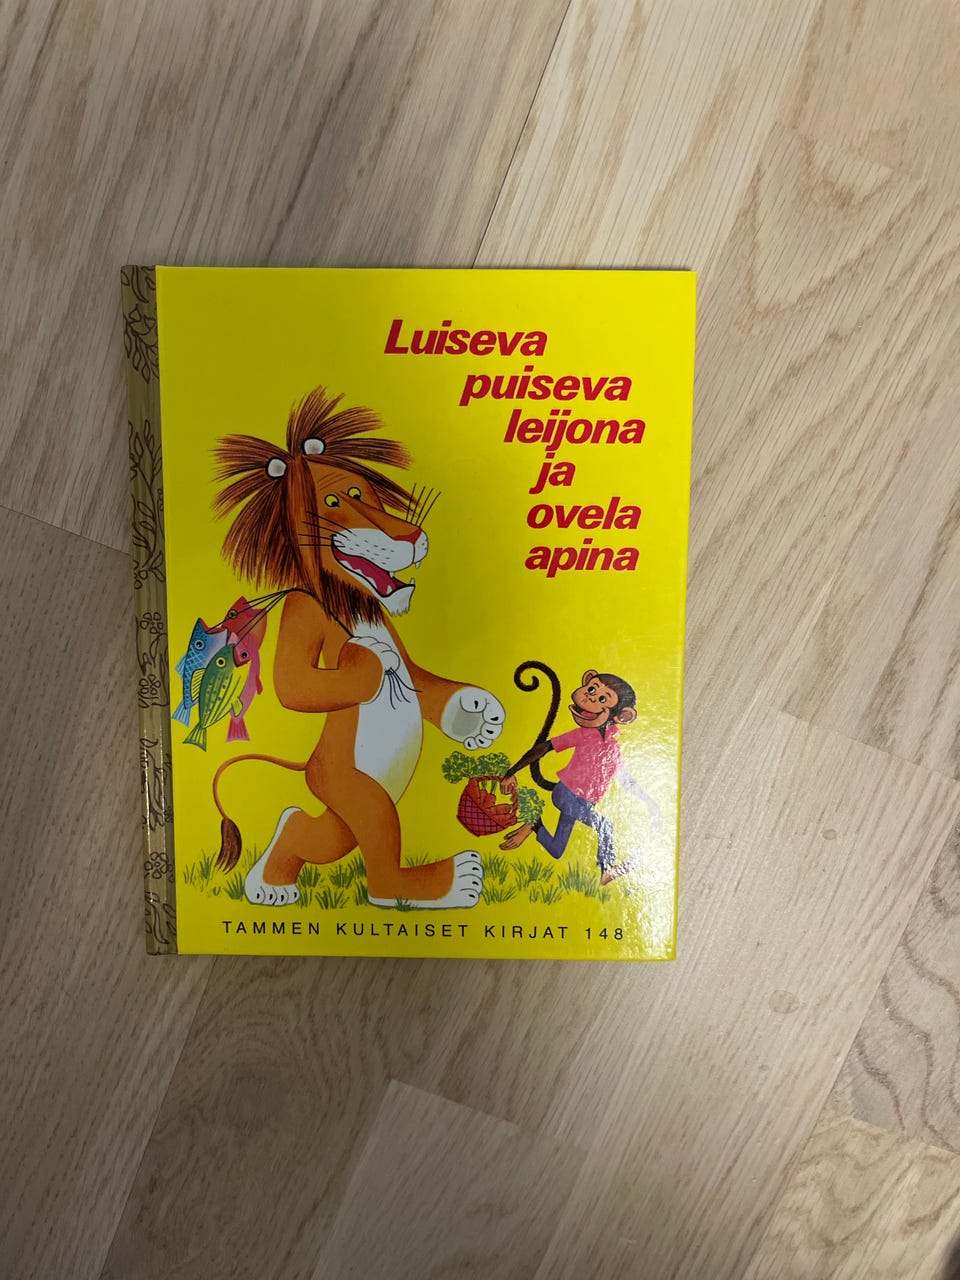 Luiseva
puiseva
leijona
ja
ovela
apina
TAMMEN KULTAISET KIRJAT 148